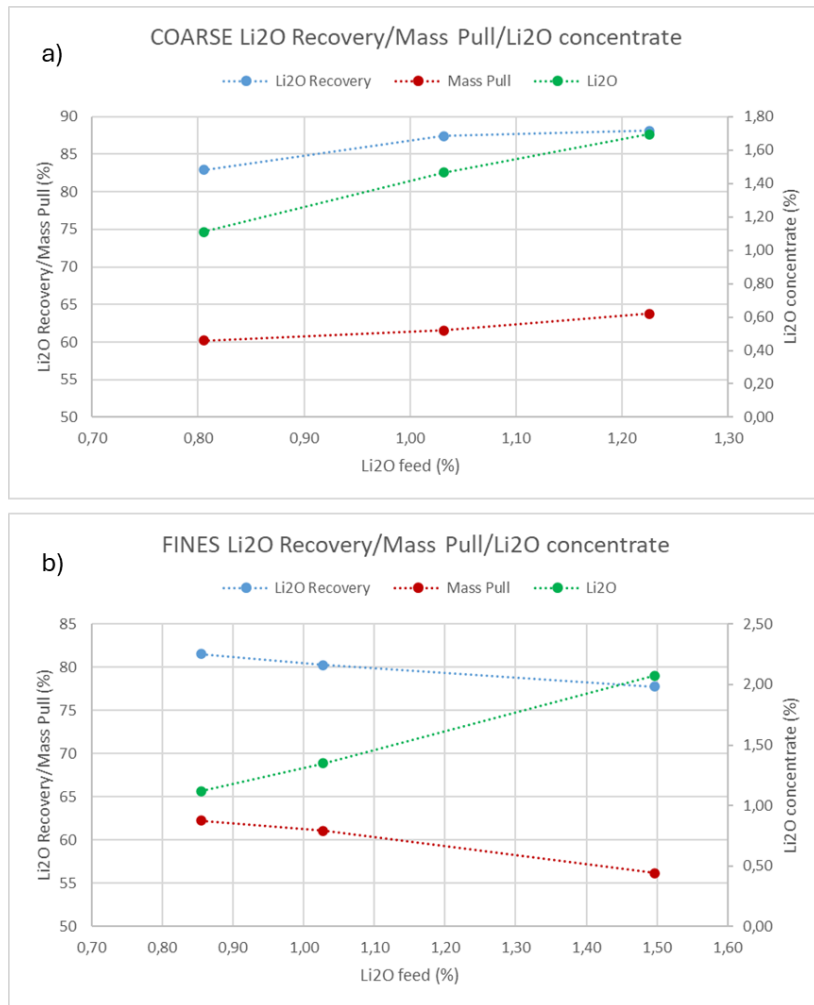 a)
COARSE Li2O Recovery/Mass Pull/Li2O concentrate
Li2O Recovery Mass Pull Li2O
90
85
80
75
70
65
60
55
50
Li2O Recovery/Mass Pull (%)
1,80
1,60
1,40
1,20
1,00
0,80
0,60
0,40
0,20
0,00
Li2O concentrate (%)
0,70 0,80 0,90 1,00 1,10 1,20 1,30
Li2O feed (%)
b)
FINES Li2O Recovery/Mass Pull/Li2O concentrate
Li2O Recovery Mass Pull Li2O
85
80
75
70
65
60
55
50
Li2O Recovery/Mass Pull (%)
2,50
2,00
1,50
1,00
0,50
0,00
Li2O concentrate (%)
0,70 0,80 0,90 1,00 1,10 1,20 1,30 1,40 1,50 1,60
Li2O feed (%)